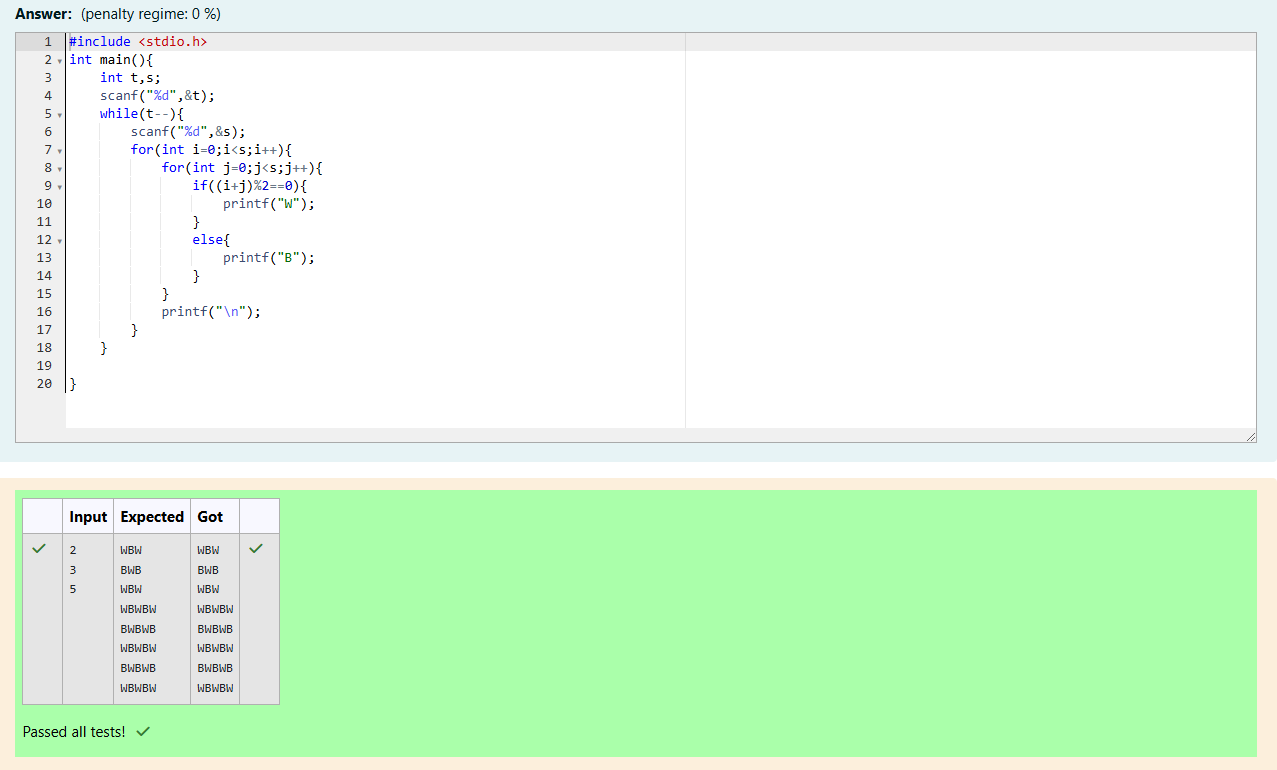 Answer: (penalty regime: 0 %)
1 #include <stdio.h>
2 int main(){
3     int t,s;
4     scanf("%d",&t);
5     while(t--){
6         scanf("%d",&s);
7         for(int i=0;i<s;i++){
8             for(int j=0;j<s;j++){
9                 if((i+j)%2==0){
10                     printf("W");
11                 }
12                 else{
13                     printf("B");
14                 }
15             }
16             printf("\n");
17         }
18     }
19
20 }
Input Expected Got
2 WBW WBW
3 BWB BWB
5 WBW WBW
WBWBW WBWBW
BWBWB BWBWB
WBWBW WBWBW
BWBWB BWBWB
WBWBW WBWBW
Passed all tests!